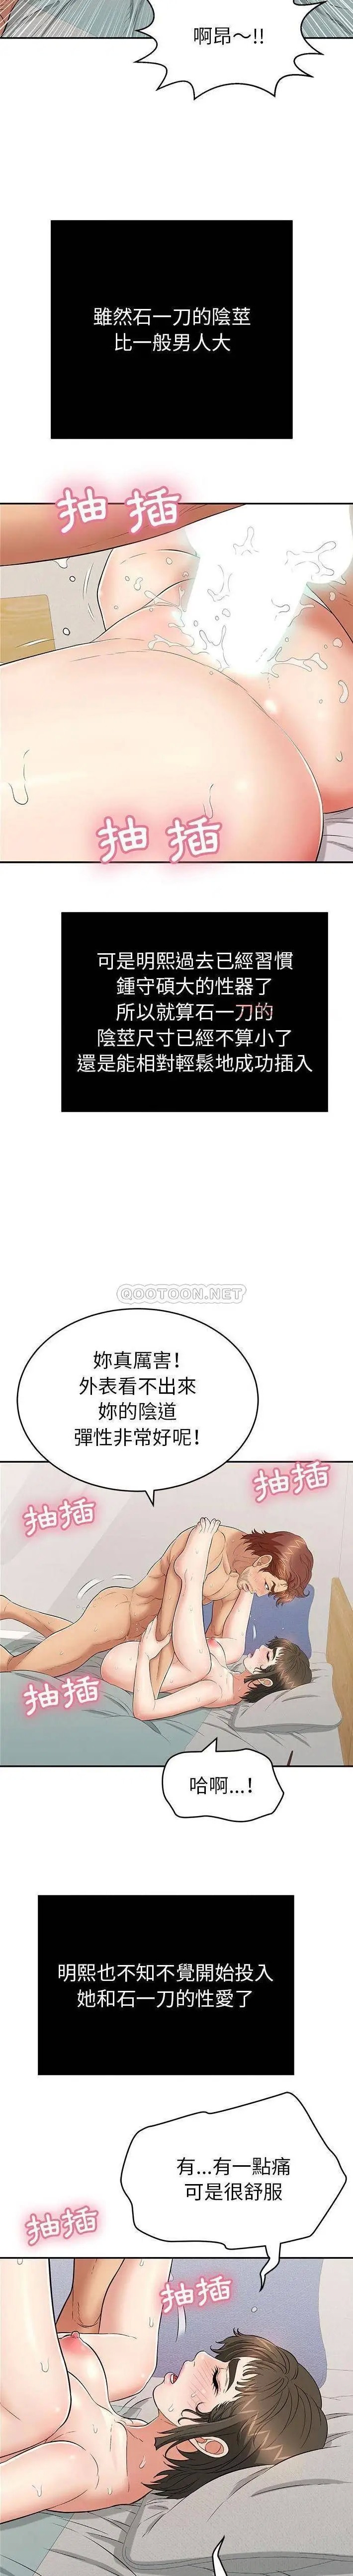 啊昂～!!
雖然石一刀的陰莖
比一般男人大
抽插
抽插
可是明熙過去已經習慣
鍾守碩大的性器了
所以就算石一刀的
陰莖尺寸已經不算小了
還是能相對輕鬆地成功插入
QOOTOON.NET
妳真厲害!
外表看不出來
妳的陰道
彈性非常好呢!
抽插
抽插
抽插
哈啊...!
明熙也不知不覺開始投入
她和石一刀的性愛了
有...有一點痛
可是很舒服
抽插
抽插